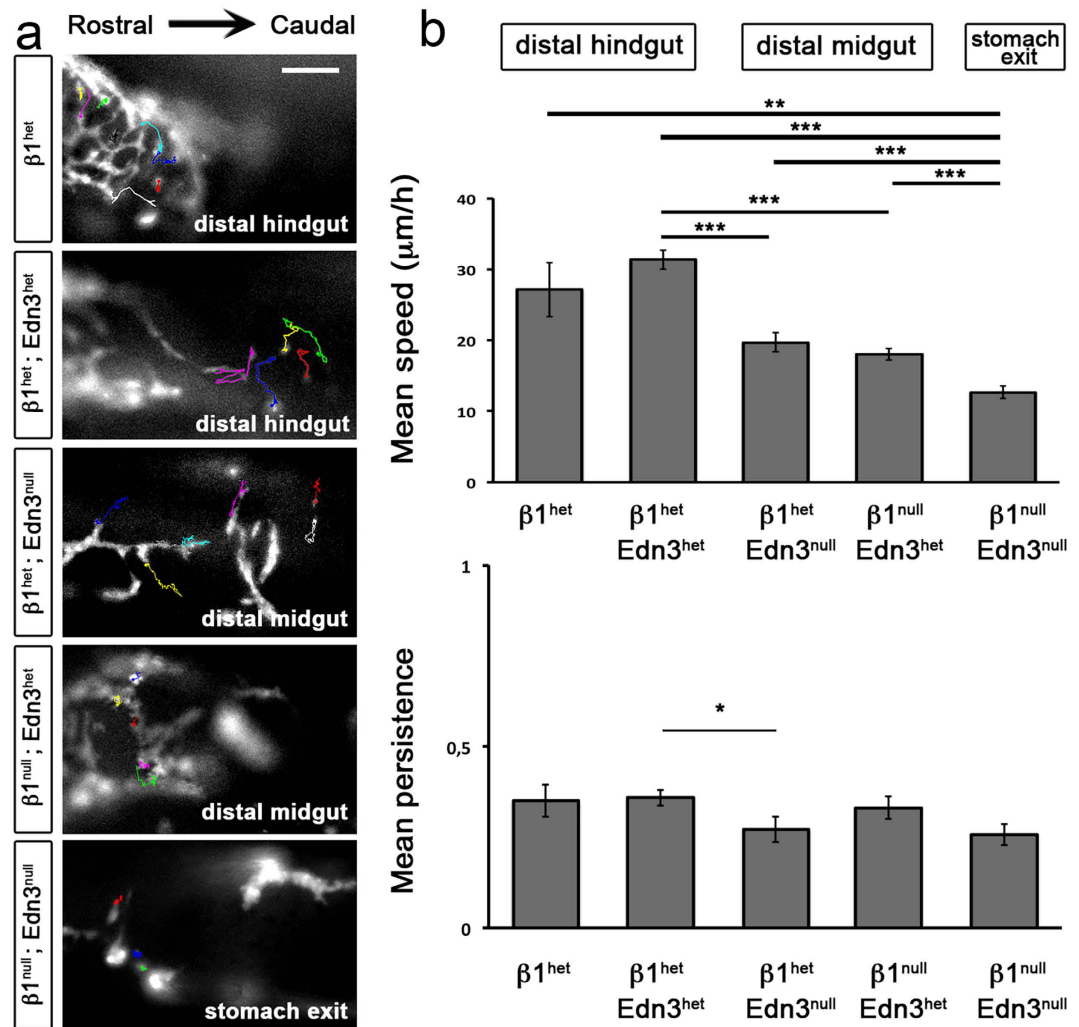 a
Rostral
Caudal
β1het
distal hindgut
β1het ; Edn3het
distal hindgut
β1het ; Edn3null
distal midgut
β1null ; Edn3het
distal midgut
β1null ; Edn3null
stomach exit
b
distal hindgut
distal midgut
stomach
exit
**
***
***
***
***
***
Mean speed (μm/h)
40
30
20
10
0
β1het
β1het
Edn3het
β1het
Edn3null
β1null
Edn3het
β1null
Edn3null
Mean persistence
1
0,5
0
*
β1het
β1het
Edn3het
β1het
Edn3null
β1null
Edn3het
β1null
Edn3null